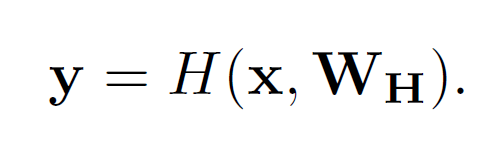 y = H(x, W_H).